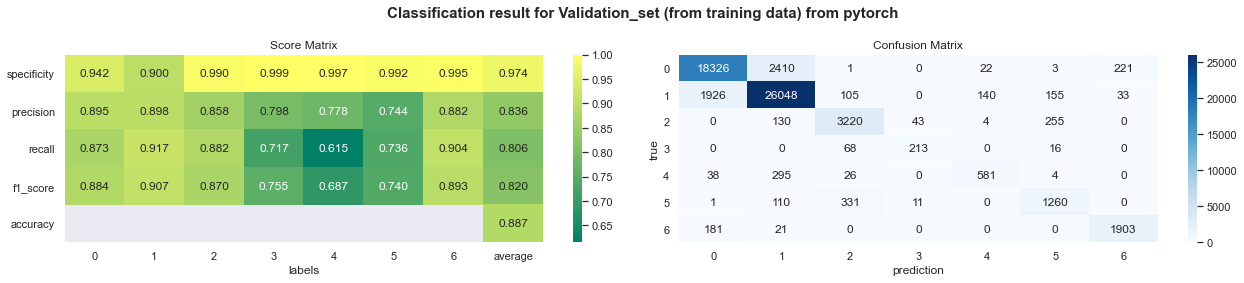 Classification result for Validation_set (from training data) from pytorch
Score Matrix
specificity 0.942 0.900 0.990 0.999 0.997 0.992 0.995 0.974
precision 0.895 0.898 0.858 0.798 0.778 0.744 0.882 0.836
recall 0.873 0.917 0.882 0.717 0.615 0.736 0.904 0.806
f1_score 0.884 0.907 0.870 0.755 0.687 0.740 0.893 0.820
accuracy 0.887
0 1 2 3 4 5 6 average
labels
1.00
0.95
0.90
0.85
0.80
0.75
0.70
0.65
Confusion Matrix
true
0 18326 2410 1 0 22 3 221
1 1926 26048 105 0 140 155 33
2 0 130 3220 43 4 255 0
3 0 0 68 213 0 16 0
4 38 295 26 0 581 4 0
5 1 110 331 11 0 1260 0
6 181 21 0 0 0 0 1903
0 1 2 3 4 5 6
prediction
25000
20000
15000
10000
5000
0